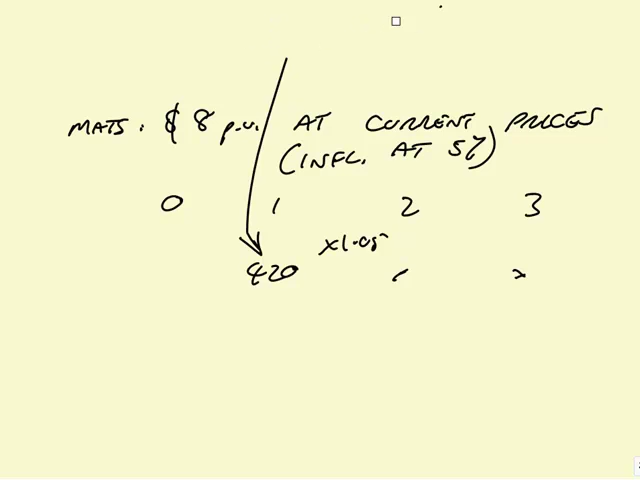 MATS: $8 p.u. AT CURRENT PRICES
(INFL. AT 5%)
0 1 2 3
x1.05
420